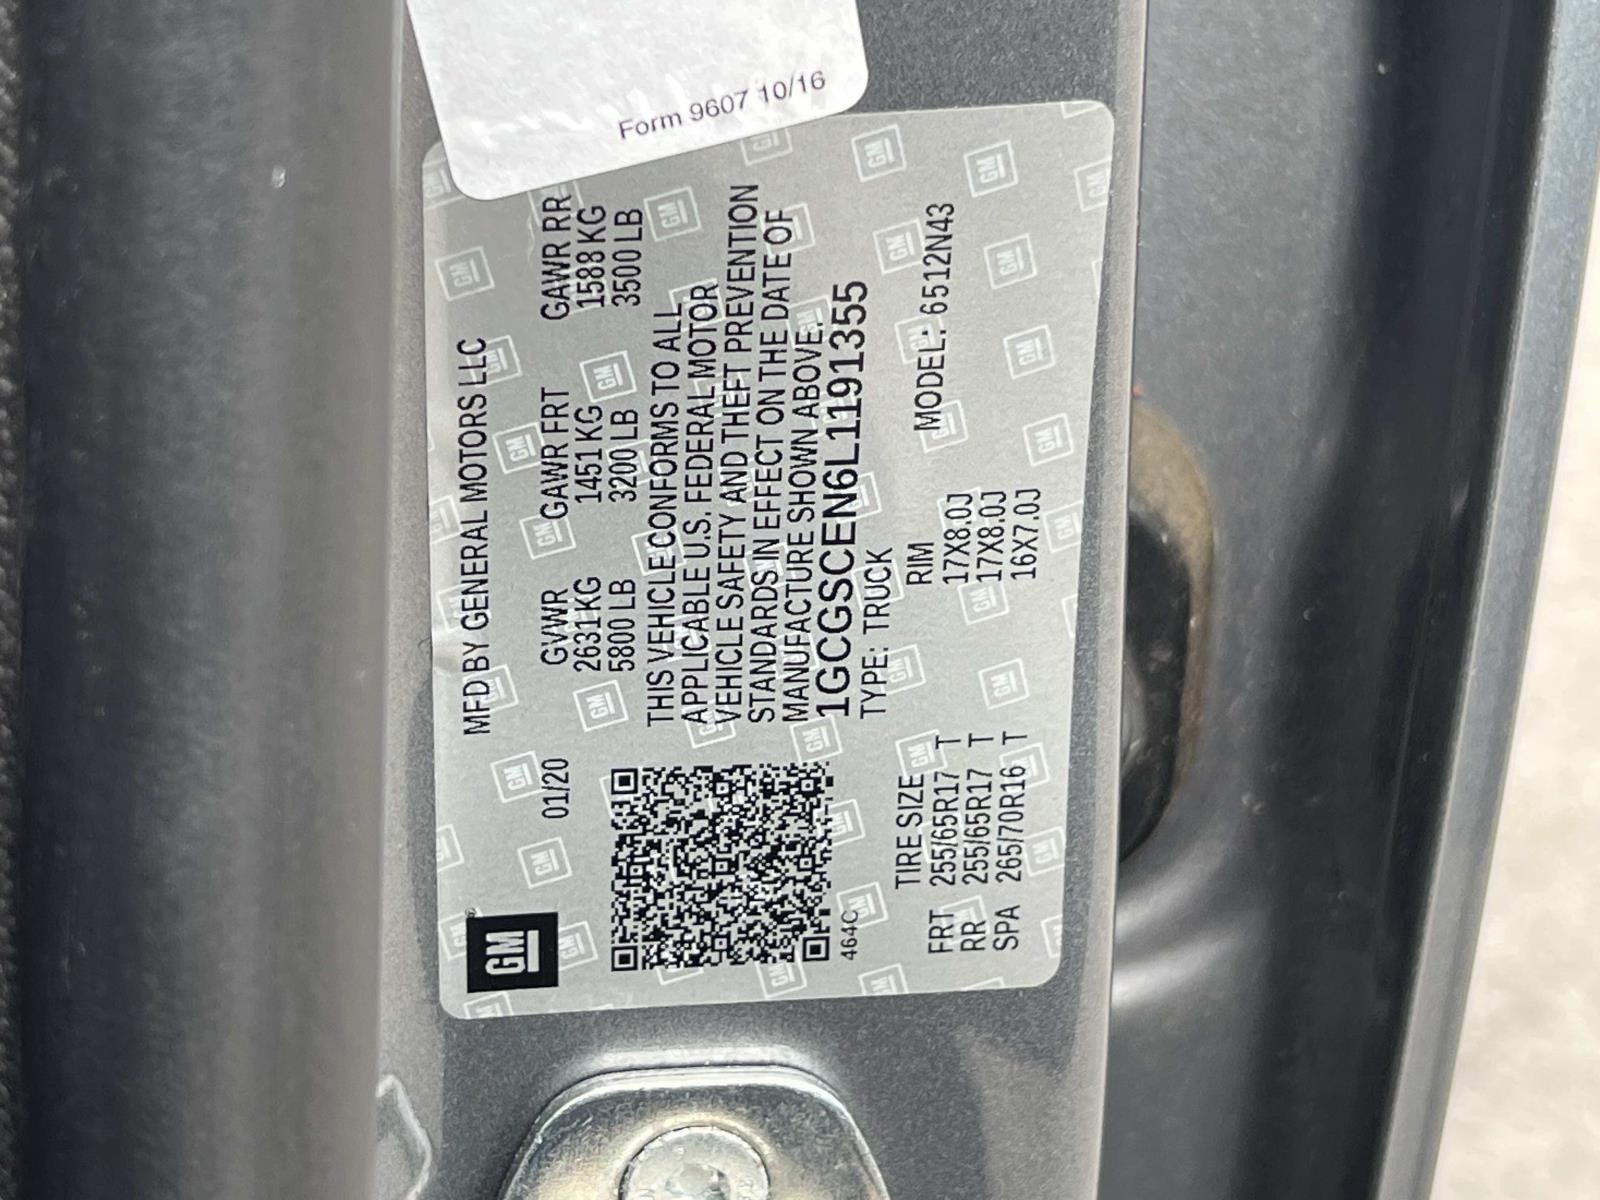 Form 9607 10/16
GM
MFD BY GENERAL MOTORS LLC
01/20
GVWR GAWR FRT GAWR RR
2631KG 1451 KG 1588 KG
5800 LB 3200 LB 3500 LB
THIS VEHICLE CONFORMS TO ALL
APPLICABLE U.S. FEDERAL MOTOR
VEHICLE SAFETY AND THEFT PREVENTION
STANDARDS IN EFFECT ON THE DATE OF
MANUFACTURE SHOWN ABOVE.
1GCGSCEN6L1191355
464C
TYPE: TRUCK
MODEL: 6512N43
TIRE SIZE RIM
FRT 255/65R17 T 17X8.0J
RR 255/65R17 T 17X8.0J
SPA 265/70R16 T 16X7.0J